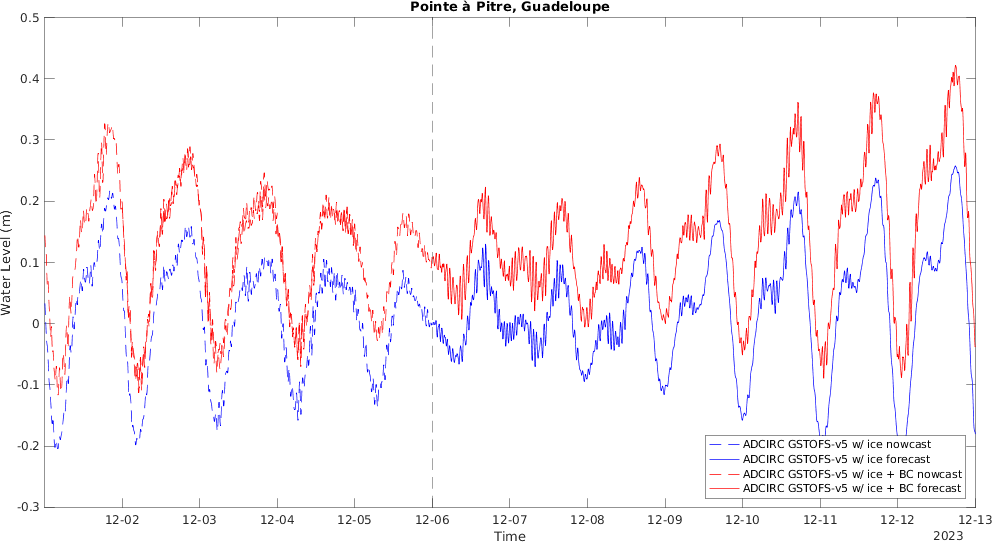 Pointe à Pitre, Guadeloupe
0.5
0.4
0.3
0.2
0.1
0
-0.1
-0.2
-0.3
Water Level (m)
12-02 12-03 12-04 12-05 12-06 12-07 12-08 12-09 12-10 12-11 12-12 12-13
Time
2023
ADCIRC GSTOFS-v5 w/ ice nowcast
ADCIRC GSTOFS-v5 w/ ice forecast
ADCIRC GSTOFS-v5 w/ ice + BC nowcast
ADCIRC GSTOFS-v5 w/ ice + BC forecast